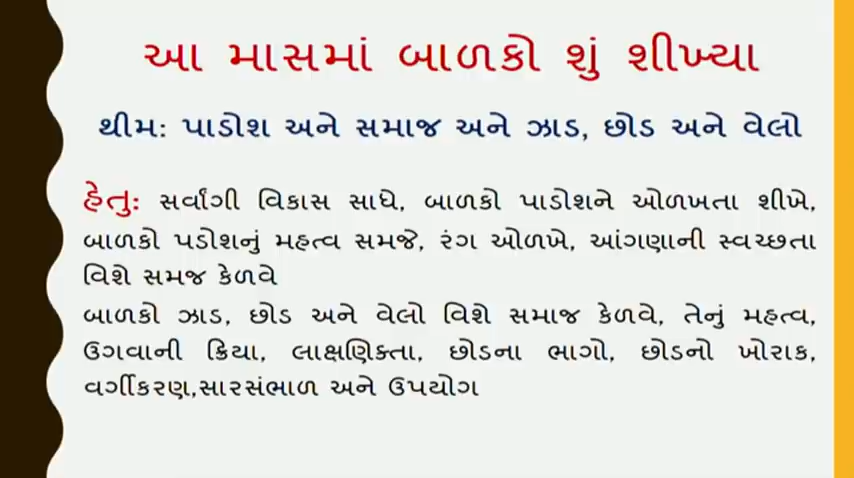 આ માસમાં બાળકો શું શીખ્યા
થીમ: પાડોશ અને સમાજ અને ઝાડ, છોડ અને વેલો
હેતુ: સર્વાંગી વિકાસ સાધે, બાળકો પાડોશને ઓળખતા શીખે,
બાળકો પડોશનું મહત્વ સમજે, રંગ ઓળખે, આંગણાની સ્વચ્છતા
વિશે સમજ કેળવે
બાળકો ઝાડ, છોડ અને વેલો વિશે સમાજ કેળવે, તેનું મહત્વ,
ઉગવાની ક્રિયા, લાક્ષણિક્તા, છોડના ભાગો, છોડનો ખોરાક,
વર્ગીકરણ,સારસંભાળ અને ઉપયોગ